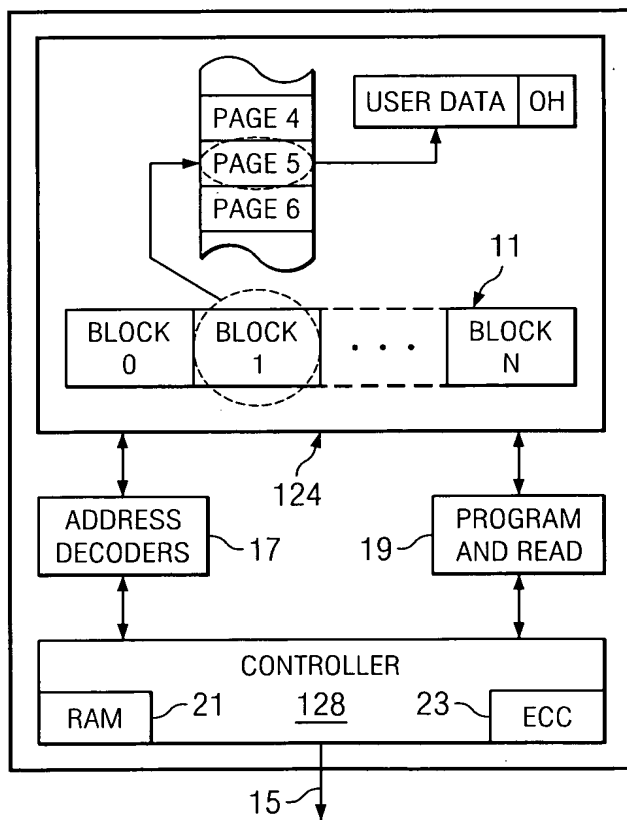 PAGE 4
PAGE 5
PAGE 6
USER DATA
OH
11
BLOCK
0
BLOCK
1
. . .
BLOCK
N
124
ADDRESS
DECODERS
17
19
PROGRAM
AND READ
CONTROLLER
RAM
21
128
23
ECC
15